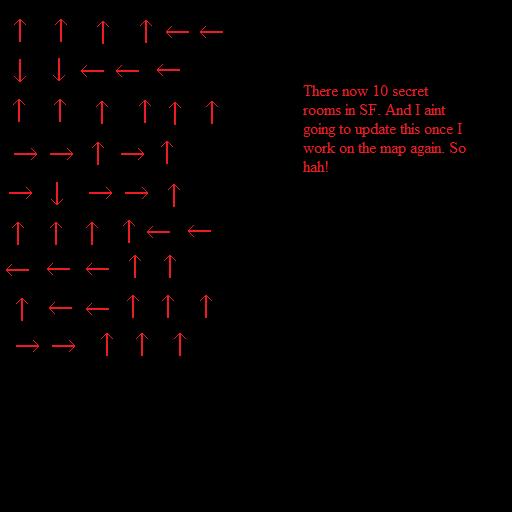 There now 10 secret
rooms in SF. And I aint
going to update this once I
work on the map again. So
hah!